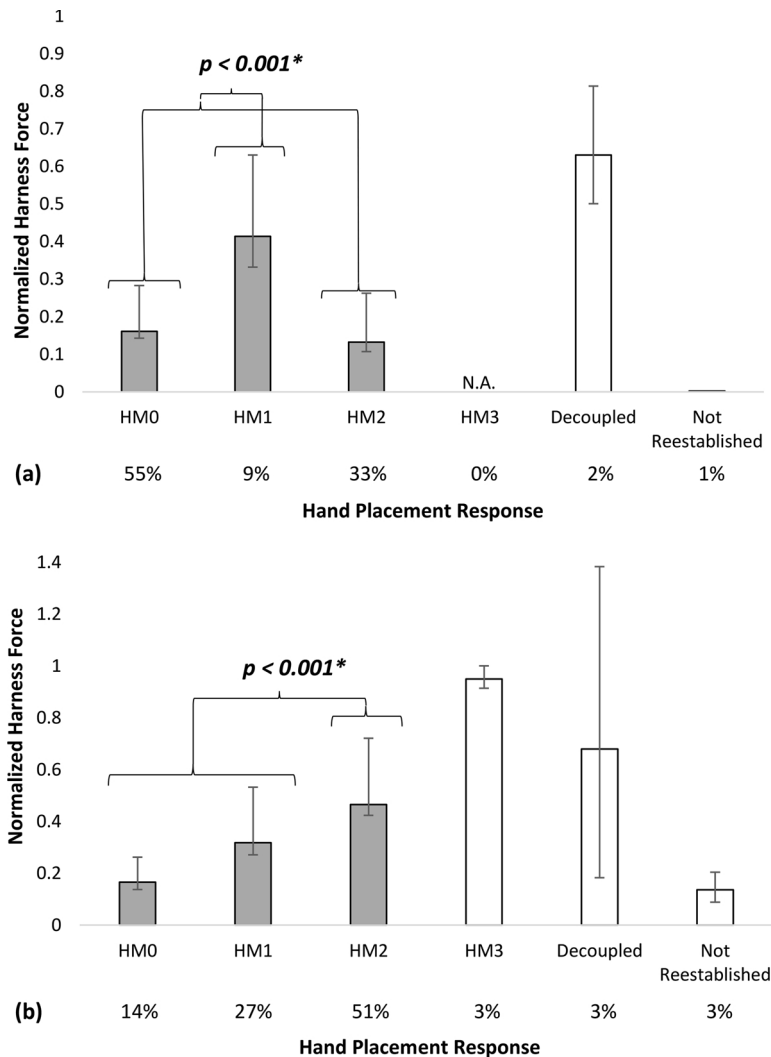 1
0.9
0.8
0.7
0.6
0.5
0.4
0.3
0.2
0.1
0
Normalized Harness Force
p < 0.001*
N.A.
HM0 HM1 HM2 HM3 Decoupled Not
Reestablished
(a) 55% 9% 33% 0% 2% 1%
Hand Placement Response
1.4
1.2
1
0.8
0.6
0.4
0.2
0
Normalized Harness Force
p < 0.001*
HM0 HM1 HM2 HM3 Decoupled Not
Reestablished
(b) 14% 27% 51% 3% 3% 3%
Hand Placement Response